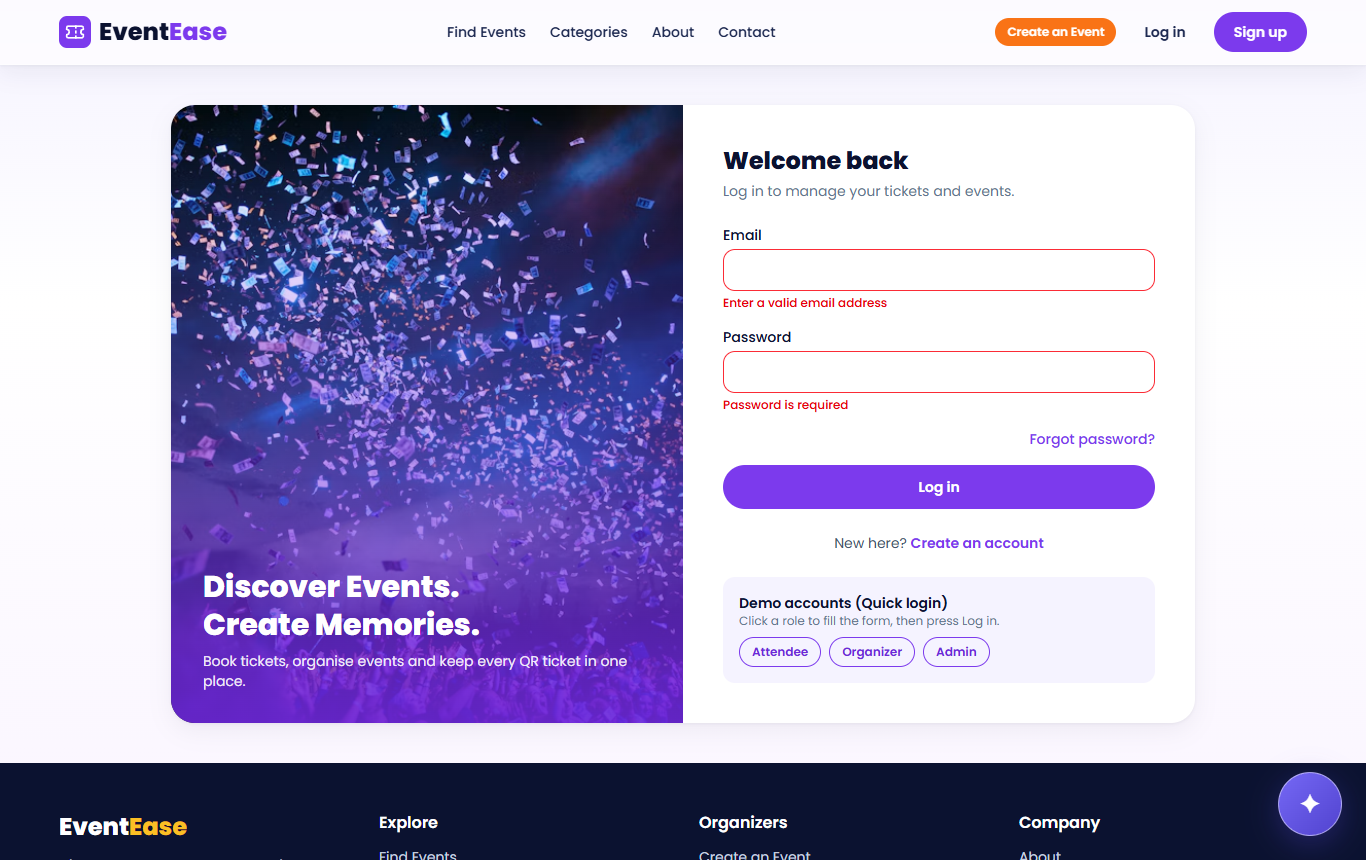 EventEase
Find Events
Categories
About
Contact
Create an Event
Log in
Sign up
Discover Events.
Create Memories.
Book tickets, organise events and keep every QR ticket in one
place.
Welcome back
Log in to manage your tickets and events.
Email
Enter a valid email address
Password
Password is required
Forgot password?
Log in
New here? Create an account
Demo accounts (Quick login)
Click a role to fill the form, then press Log in.
Attendee
Organizer
Admin
EventEase
Explore
Find Events
Organizers
Create an Event
Company
About